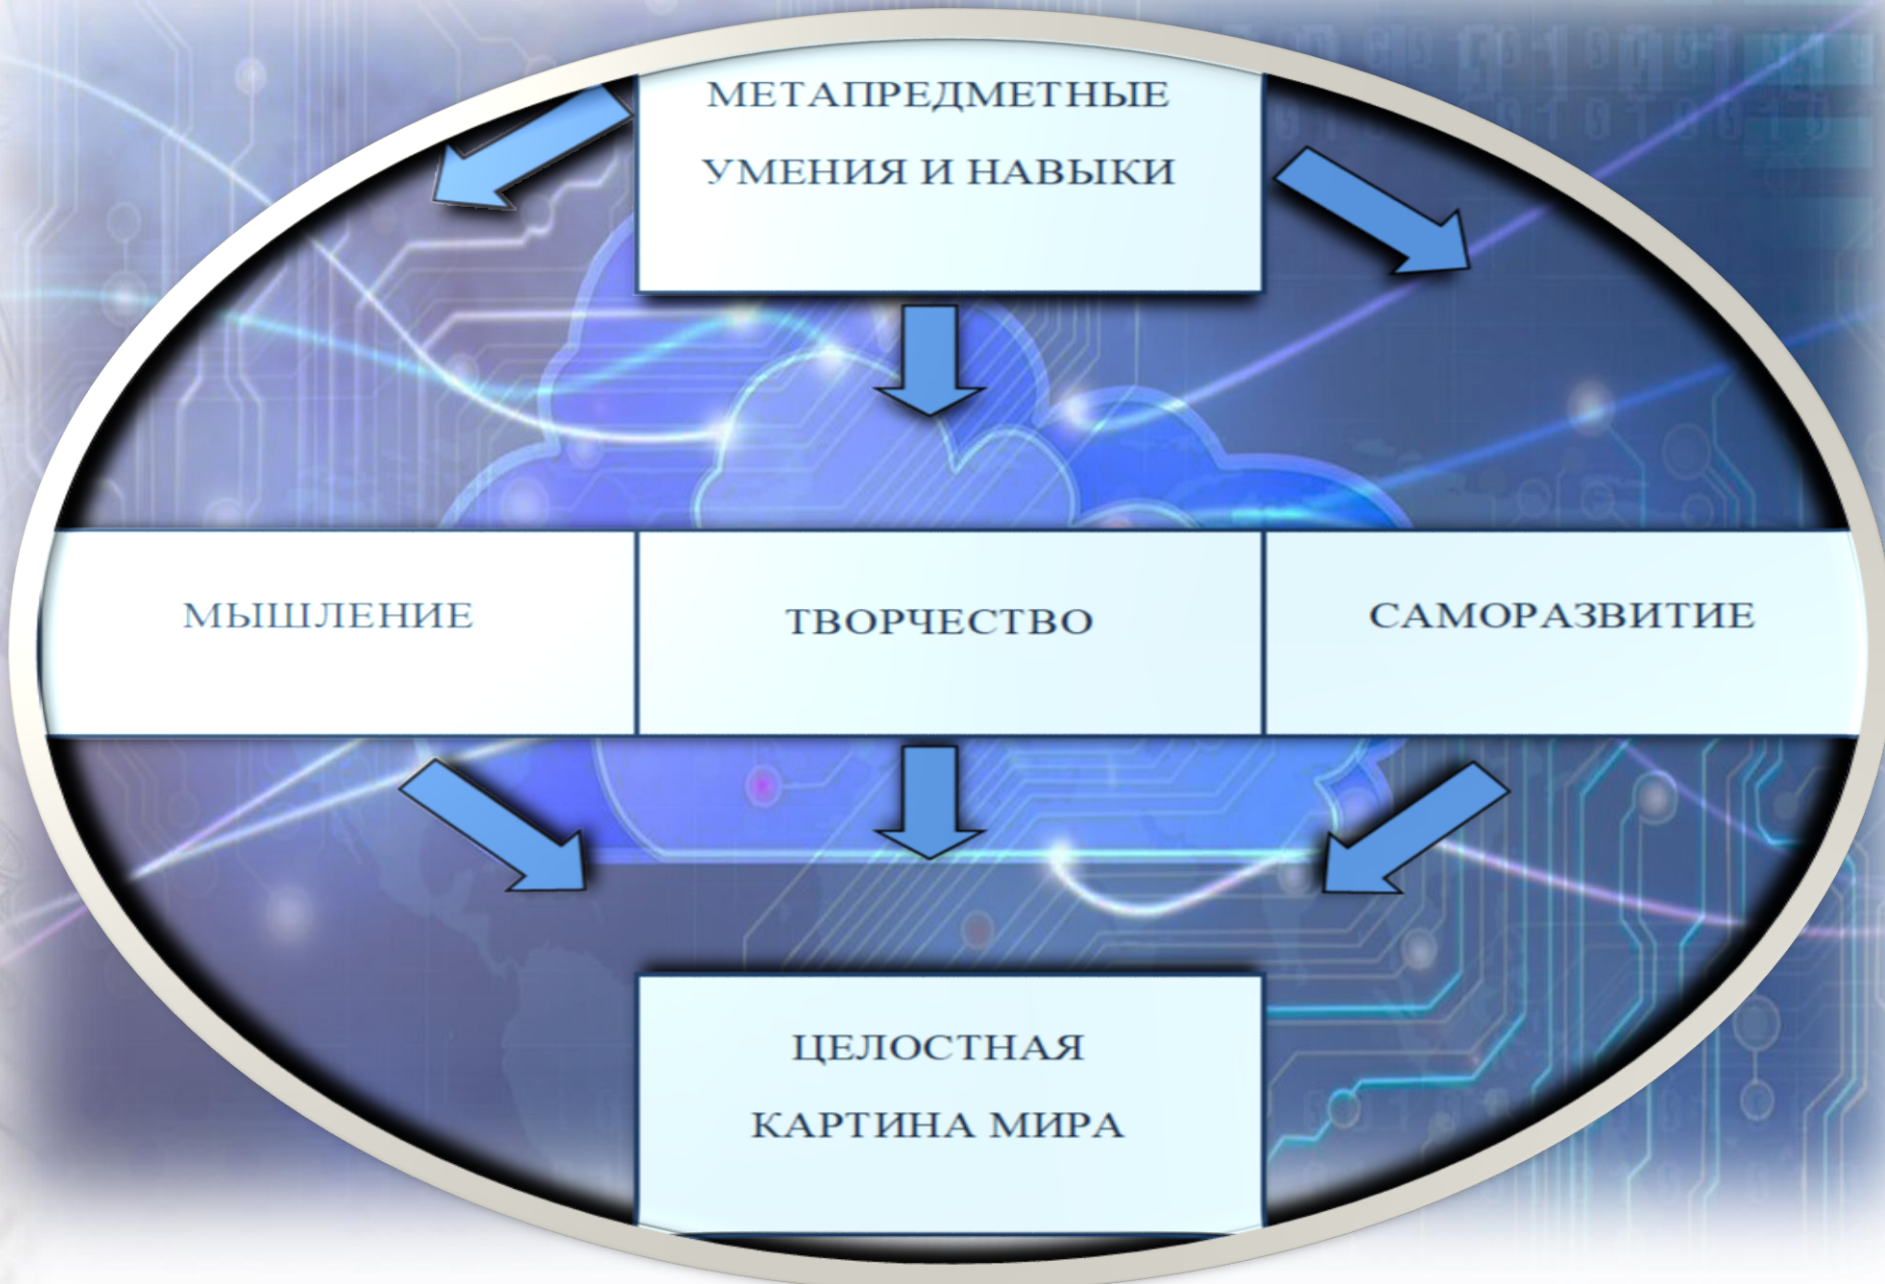 МЕТАПРЕДМЕТНЫЕ
УМЕНИЯ И НАВЫКИ
МЫШЛЕНИЕ
ТВОРЧЕСТВО
САМОРАЗВИТИЕ
ЦЕЛОСТНАЯ
КАРТИНА МИРА